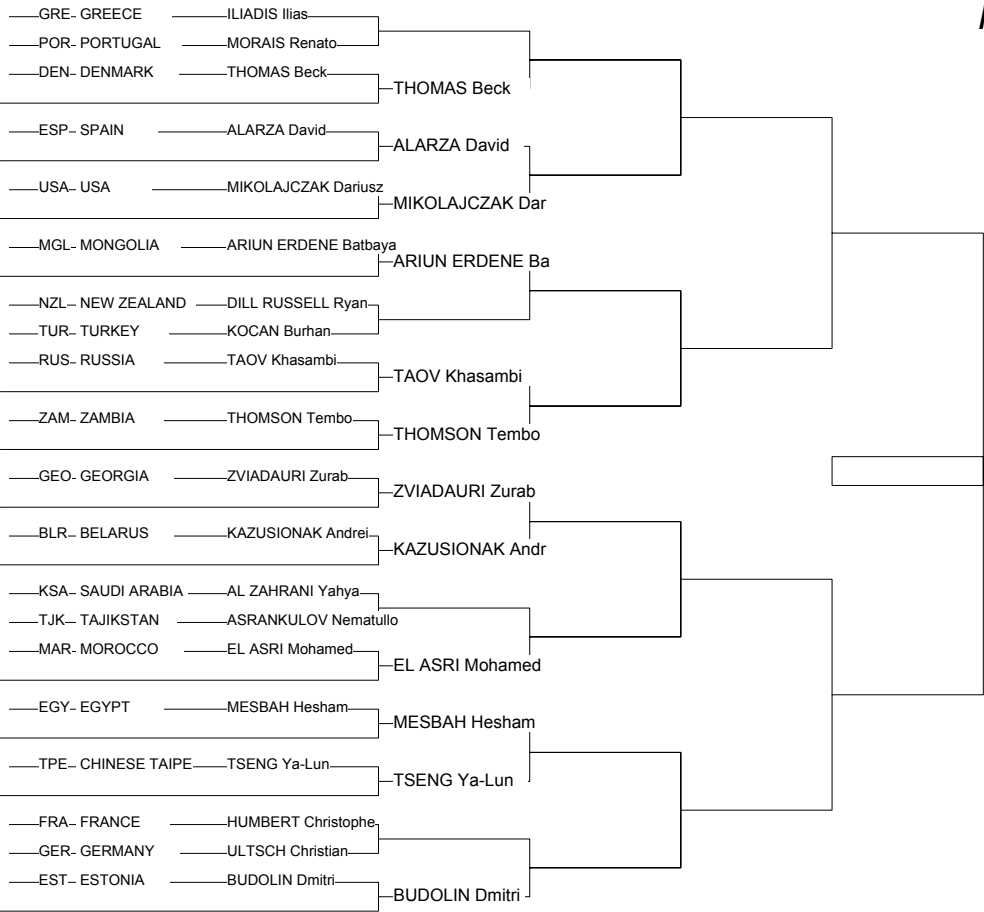 GRE GREECE ILIADIS Ilias
POR PORTUGAL MORAIS Renato
DEN DENMARK THOMAS Beck
THOMAS Beck
ESP SPAIN ALARZA David
ALARZA David
USA USA MIKOLAJCZAK Dariusz
MIKOLAJCZAK Dar
MGL MONGOLIA ARIUN ERDENE Batbaya
ARIUN ERDENE Ba
NZL NEW ZEALAND DILL RUSSELL Ryan
TUR TURKEY KOCAN Burhan
RUS RUSSIA TAOV Khasambi
TAOV Khasambi
ZAM ZAMBIA THOMSON Tembo
THOMSON Tembo
GEO GEORGIA ZVIADAURI Zurab
ZVIADAURI Zurab
BLR BELARUS KAZUSIONAK Andrei
KAZUSIONAK Andr
KSA SAUDI ARABIA AL ZAHRANI Yahya
TJK TAJIKSTAN ASRANKULOV Nematullo
MAR MOROCCO EL ASRI Mohamed
EL ASRI Mohamed
EGY EGYPT MESBAH Hesham
MESBAH Hesham
TPE CHINESE TAIPE TSENG Ya-Lun
TSENG Ya-Lun
FRA FRANCE HUMBERT Christophe
GER GERMANY ULTSCH Christian
EST ESTONIA BUDOLIN Dmitri
BUDOLIN Dmitri